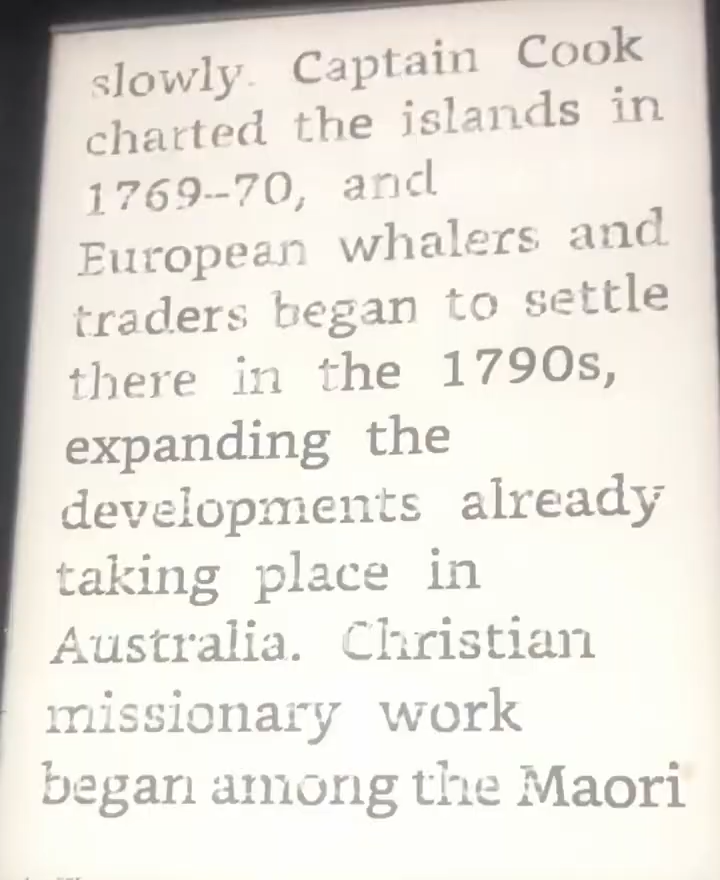 slowly. Captain Cook
charted the islands in
1769–70, and
European whalers and
traders began to settle
there in the 1790s,
expanding the
developments already
taking place in
Australia. Christian
missionary work
began among the Maori